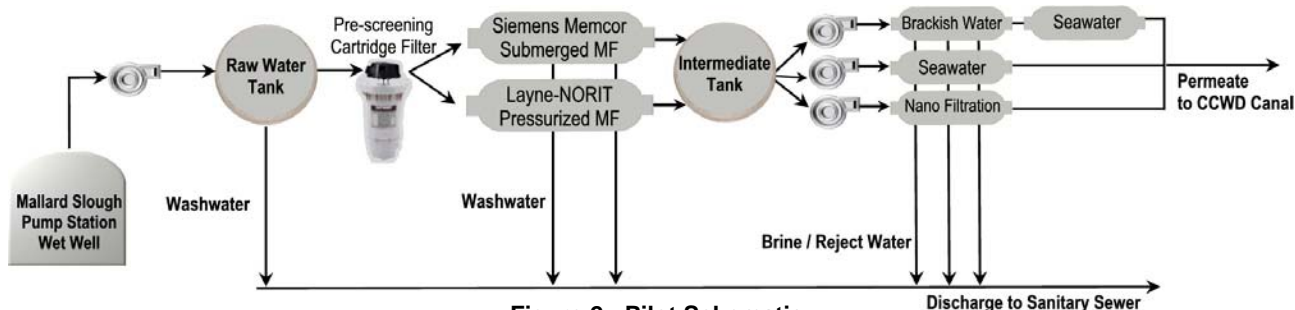 Mallard Slough
Pump Station
Wet Well
Raw Water
Tank
Washwater
Pre-screening
Cartridge Filter
Siemens Memcor
Submerged MF
Layne-NORIT
Pressurized MF
Washwater
Intermediate
Tank
Brackish Water
Seawater
Seawater
Nano Filtration
Brine / Reject Water
Permeate
to CCWD Canal
Discharge to Sanitary Sewer